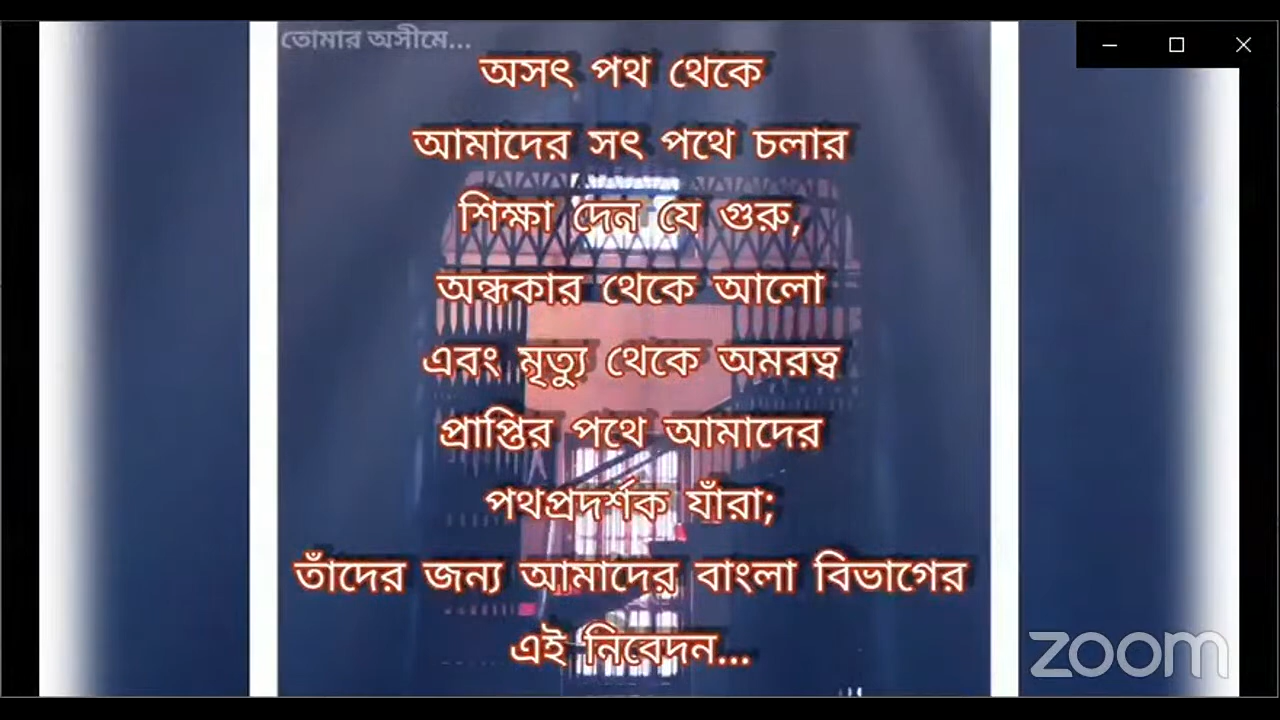 তোমার অসীমে...
অসৎ পথ থেকে
আমাদের সৎ পথে চলার
শিক্ষা দেন যে গুরু,
অন্ধকার থেকে আলো
এবং মৃত্যু থেকে অমরত্ব
প্রাপ্তির পথে আমাদের
পথপ্রদর্শক যাঁরা;
তাঁদের জন্য আমাদের বাংলা বিভাগের
এই নিবেদন...
zoom